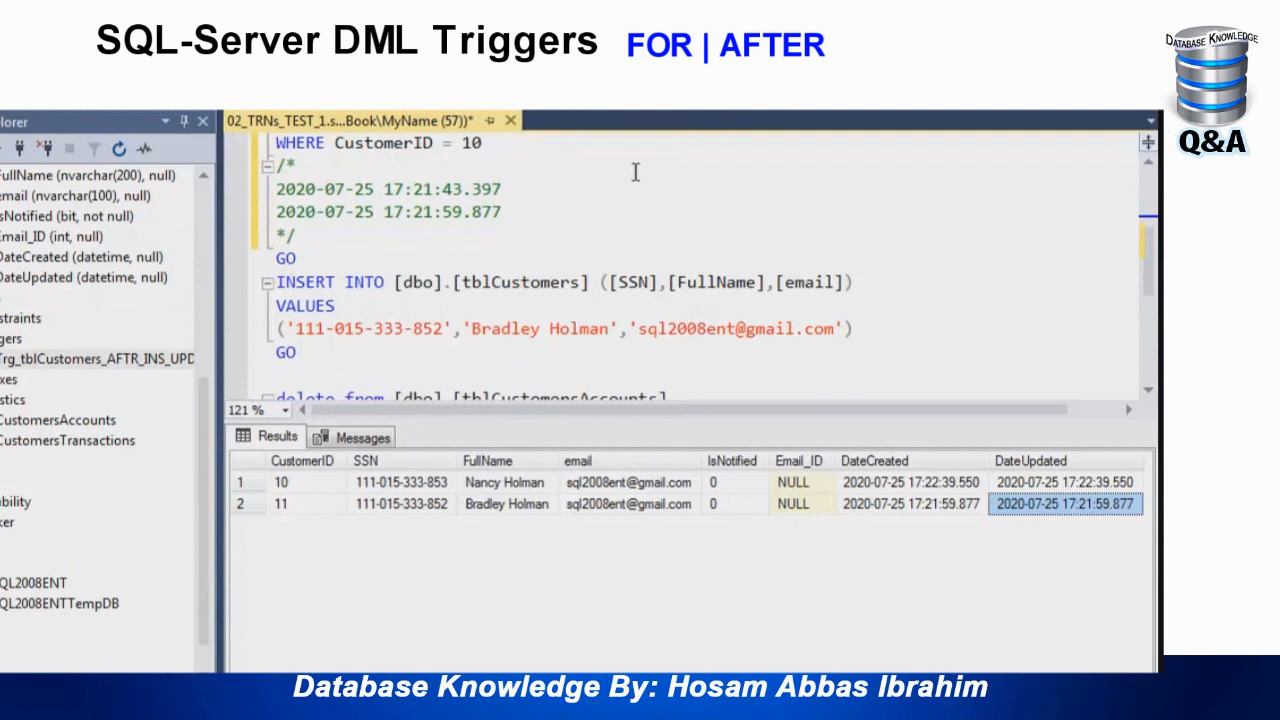 SQL-Server DML Triggers FOR | AFTER
DATABASE KNOWLEDGE
Q&A
plorer
02_TRNs_TEST_1.s...Book\MyName (57))*
FullName (nvarchar(200), null)
email (nvarchar(100), null)
sNotified (bit, not null)
Email_ID (int, null)
DateCreated (datetime, null)
DateUpdated (datetime, null)
straints
gers
Trg_tblCustomers_AFTR_INS_UPD
xes
stics
CustomersAccounts
CustomersTransactions
ability
ker
QL2008ENT
QL2008ENTTempDB
WHERE CustomerID = 10
/*
2020-07-25 17:21:43.397
2020-07-25 17:21:59.877
*/
GO
INSERT INTO [dbo].[tblCustomers] ([SSN],[FullName],[email])
VALUES
('111-015-333-852','Bradley Holman','sql2008ent@gmail.com')
GO
delete from [dbo].[tblCustomersAccounts]
121 %
Results Messages
CustomerID SSN FullName email IsNotified Email_ID DateCreated DateUpdated
1 10 111-015-333-853 Nancy Holman sql2008ent@gmail.com 0 NULL 2020-07-25 17:22:39.550 2020-07-25 17:22:39.550
2 11 111-015-333-852 Bradley Holman sql2008ent@gmail.com 0 NULL 2020-07-25 17:21:59.877 2020-07-25 17:21:59.877
Database Knowledge By: Hosam Abbas Ibrahim